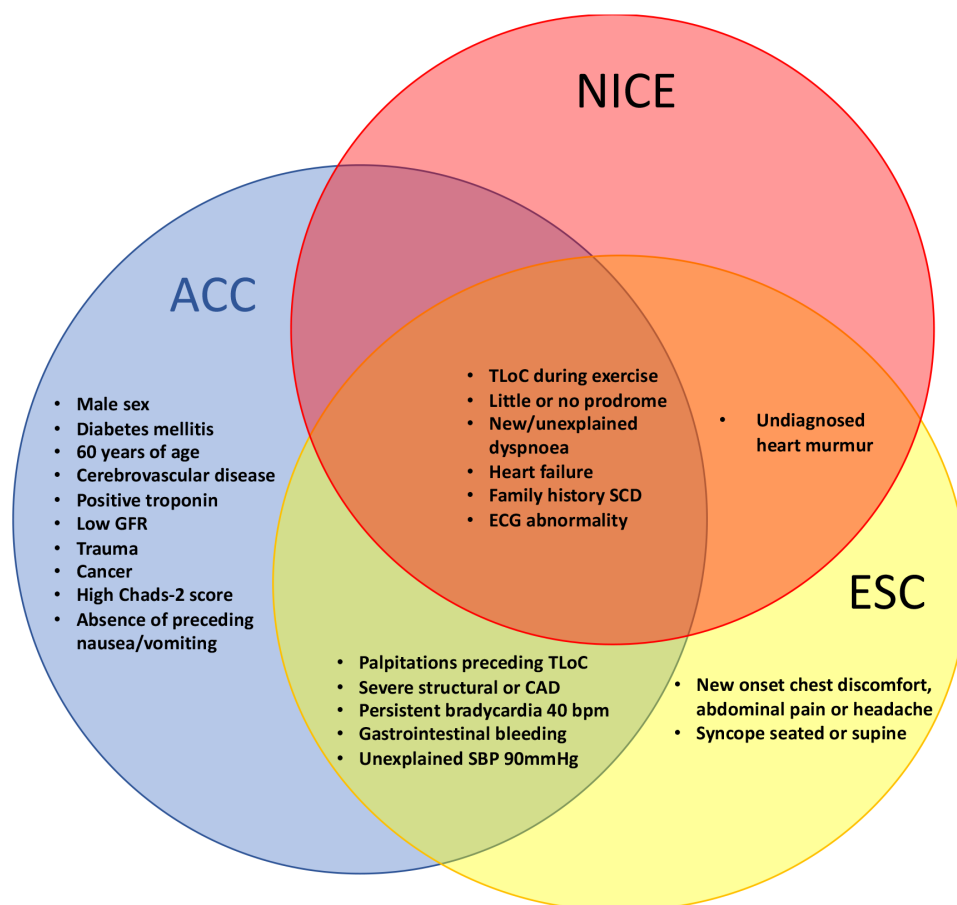 NICE
ACC
• Male sex
• Diabetes mellitis
• 60 years of age
• Cerebrovascular disease
• Positive troponin
• Low GFR
• Trauma
• Cancer
• High Chads-2 score
• Absence of preceding
nausea/vomiting
• TLoC during exercise
• Little or no prodrome
• New/unexplained
dyspnoea
• Heart failure
• Family history SCD
• ECG abnormality
• Undiagnosed
heart murmur
ESC
• Palpitations preceding TLoC
• Severe structural or CAD
• Persistent bradycardia 40 bpm
• Gastrointestinal bleeding
• Unexplained SBP 90mmHg
• New onset chest discomfort,
abdominal pain or headache
• Syncope seated or supine